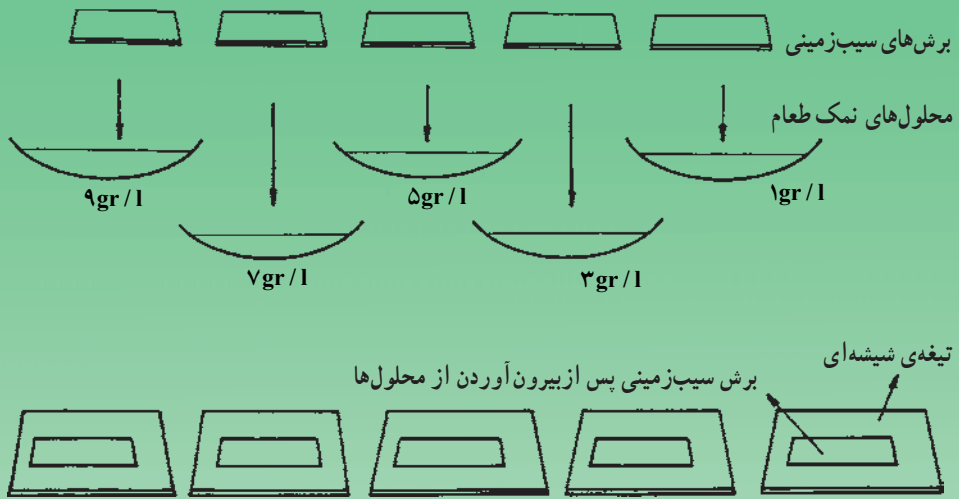 برش‌های سیب‌زمینی
محلول‌های نمک طعام
۱gr / l
۵gr / l
۹gr / l
۳gr / l
۷gr / l
تیغه‌ی شیشه‌ای
برش سیب‌زمینی پس از بیرون آوردن از محلول‌ها